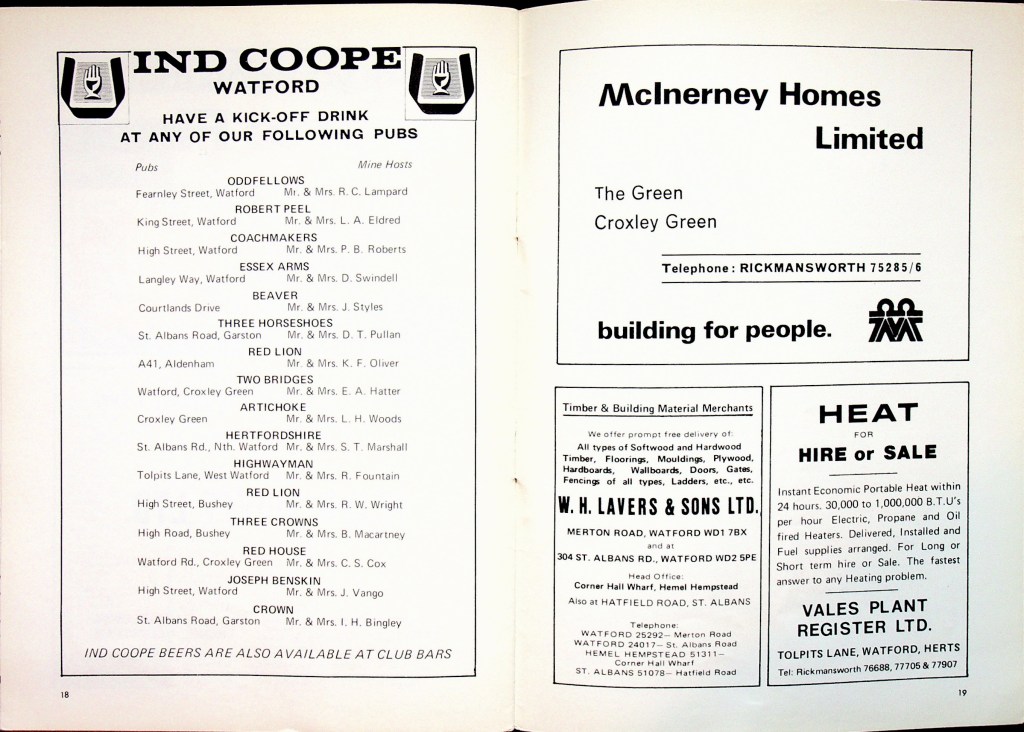 IND COOPE
WATFORD
HAVE A KICK-OFF DRINK
AT ANY OF OUR FOLLOWING PUBS
Pubs Mine Hosts
ODDFELLOWS
Fearnley Street, Watford Mr. & Mrs. R. C. Lampard
ROBERT PEEL
King Street, Watford Mr. & Mrs. L. A. Eldred
COACHMAKERS
High Street, Watford Mr. & Mrs. P. B. Roberts
ESSEX ARMS
Langley Way, Watford Mr. & Mrs. D. Swindell
BEAVER
Courtlands Drive Mr. & Mrs. J. Styles
THREE HORSESHOES
St. Albans Road, Garston Mr. & Mrs. D. T. Pullan
RED LION
A41, Aldenham Mr. & Mrs. K. F. Oliver
TWO BRIDGES
Watford, Croxley Green Mr. & Mrs. E. A. Hatter
ARTICHOKE
Croxley Green Mr. & Mrs. L. H. Woods
HERTFORDSHIRE
St. Albans Rd., Nth. Watford Mr. & Mrs. S. T. Marshall
HIGHWAYMAN
Tolpits Lane, West Watford Mr. & Mrs. R. Fountain
RED LION
High Street, Bushey Mr. & Mrs. R. W. Wright
THREE CROWNS
High Road, Bushey Mr. & Mrs. B. Macartney
RED HOUSE
Watford Rd., Croxley Green Mr. & Mrs. C. S. Cox
JOSEPH BENSKIN
High Street, Watford Mr. & Mrs. J. Vango
CROWN
St. Albans Road, Garston Mr. & Mrs. I. H. Bingley
IND COOPE BEERS ARE ALSO AVAILABLE AT CLUB BARS
18
McInerney Homes
Limited
The Green
Croxley Green
Telephone: RICKMANSWORTH 75285/6
building for people.
Timber & Building Material Merchants
We offer prompt free delivery of:
All types of Softwood and Hardwood
Timber, Floorings, Mouldings, Plywood,
Hardboards, Wallboards, Doors, Gates,
Fencings of all types, Ladders, etc., etc.
W. H. LAVERS & SONS LTD.
MERTON ROAD, WATFORD WD1 7BX
and at
304 ST. ALBANS RD., WATFORD WD2 5PE
Head Office:
Corner Hall Wharf, Hemel Hempstead
Also at HATFIELD ROAD, ST. ALBANS
Telephone:
WATFORD 25292— Merton Road
WATFORD 24017— St. Albans Road
HEMEL HEMPSTEAD 51311—
Corner Hall Wharf
ST. ALBANS 51078— Hatfield Road
HEAT
FOR
HIRE or SALE
Instant Economic Portable Heat within
24 hours. 30,000 to 1,000,000 B.T.U's
per hour Electric, Propane and Oil
fired Heaters. Delivered, Installed and
Fuel supplies arranged. For Long or
Short term hire or Sale. The fastest
answer to any Heating problem.
VALES PLANT
REGISTER LTD.
TOLPITS LANE, WATFORD, HERTS
Tel: Rickmansworth 76688, 77705 & 77907
19